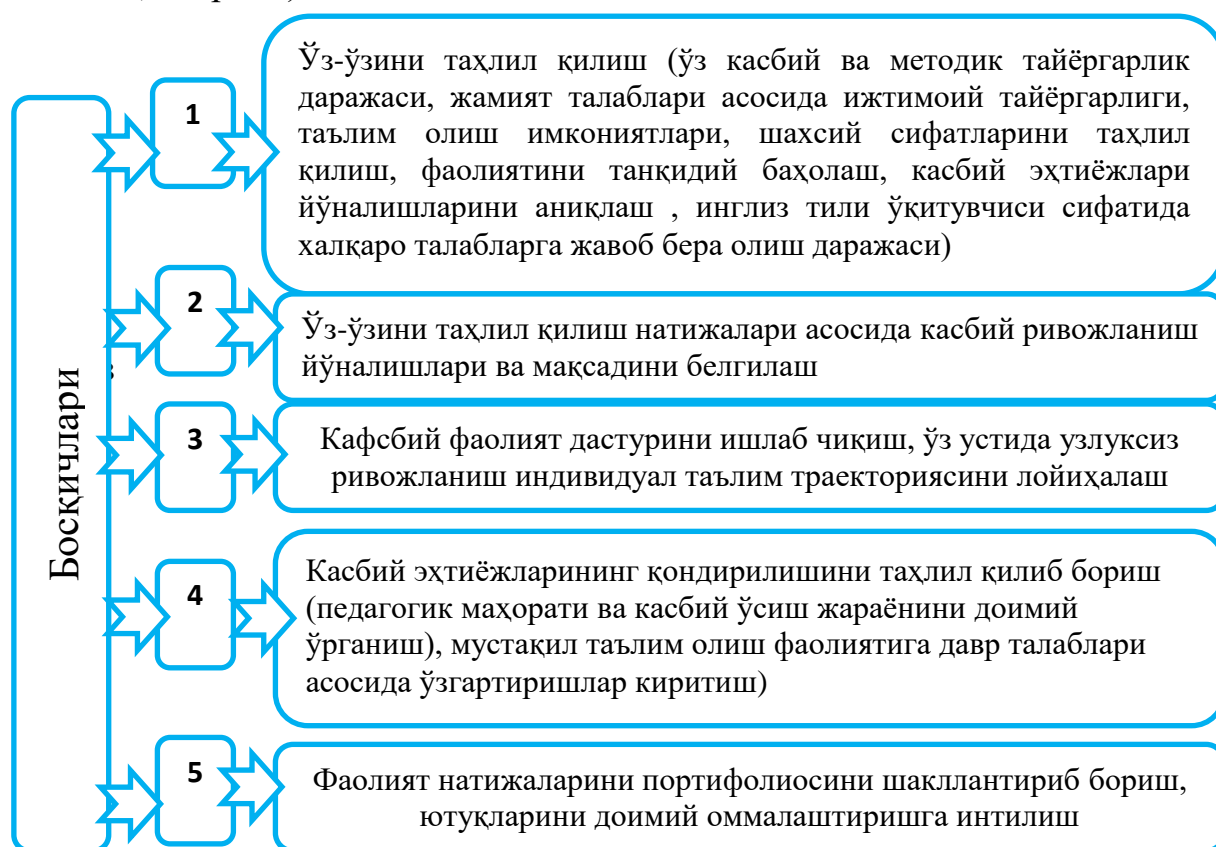 Босқичлари
1
Ўз-ўзини таҳлил қилиш (ўз касбий ва методик тайёргарлик
даражаси, жамият талаблари асосида ижтимоий тайёргарлиги,
таълим олиш имкониятлари, шахсий сифатларини таҳлил
қилиш, фаолиятини танқидий баҳолаш, касбий эҳтиёжлари
йўналишларини аниқлаш , инглиз тили ўқитувчиси сифатида
халқаро талабларга жавоб бера олиш даражаси)
2
Ўз-ўзини таҳлил қилиш натижалари асосида касбий ривожланиш
йўналишлари ва мақсадини белгилаш
3
Кафсбий фаолият дастурини ишлаб чиқиш, ўз устида узлуксиз
ривожланиш индивидуал таълим траекториясини лойиҳалаш
4
Касбий эҳтиёжларининг қондирилишини таҳлил қилиб бориш
(педагогик маҳорати ва касбий ўсиш жараёнини доимий
ўрганиш), мустақил таълим олиш фаолиятига давр талаблари
асосида ўзгартиришлар киритиш)
5
Фаолият натижаларини портифолиосини шакллантириб бориш,
ютуқларини доимий оммалаштиришга интилиш